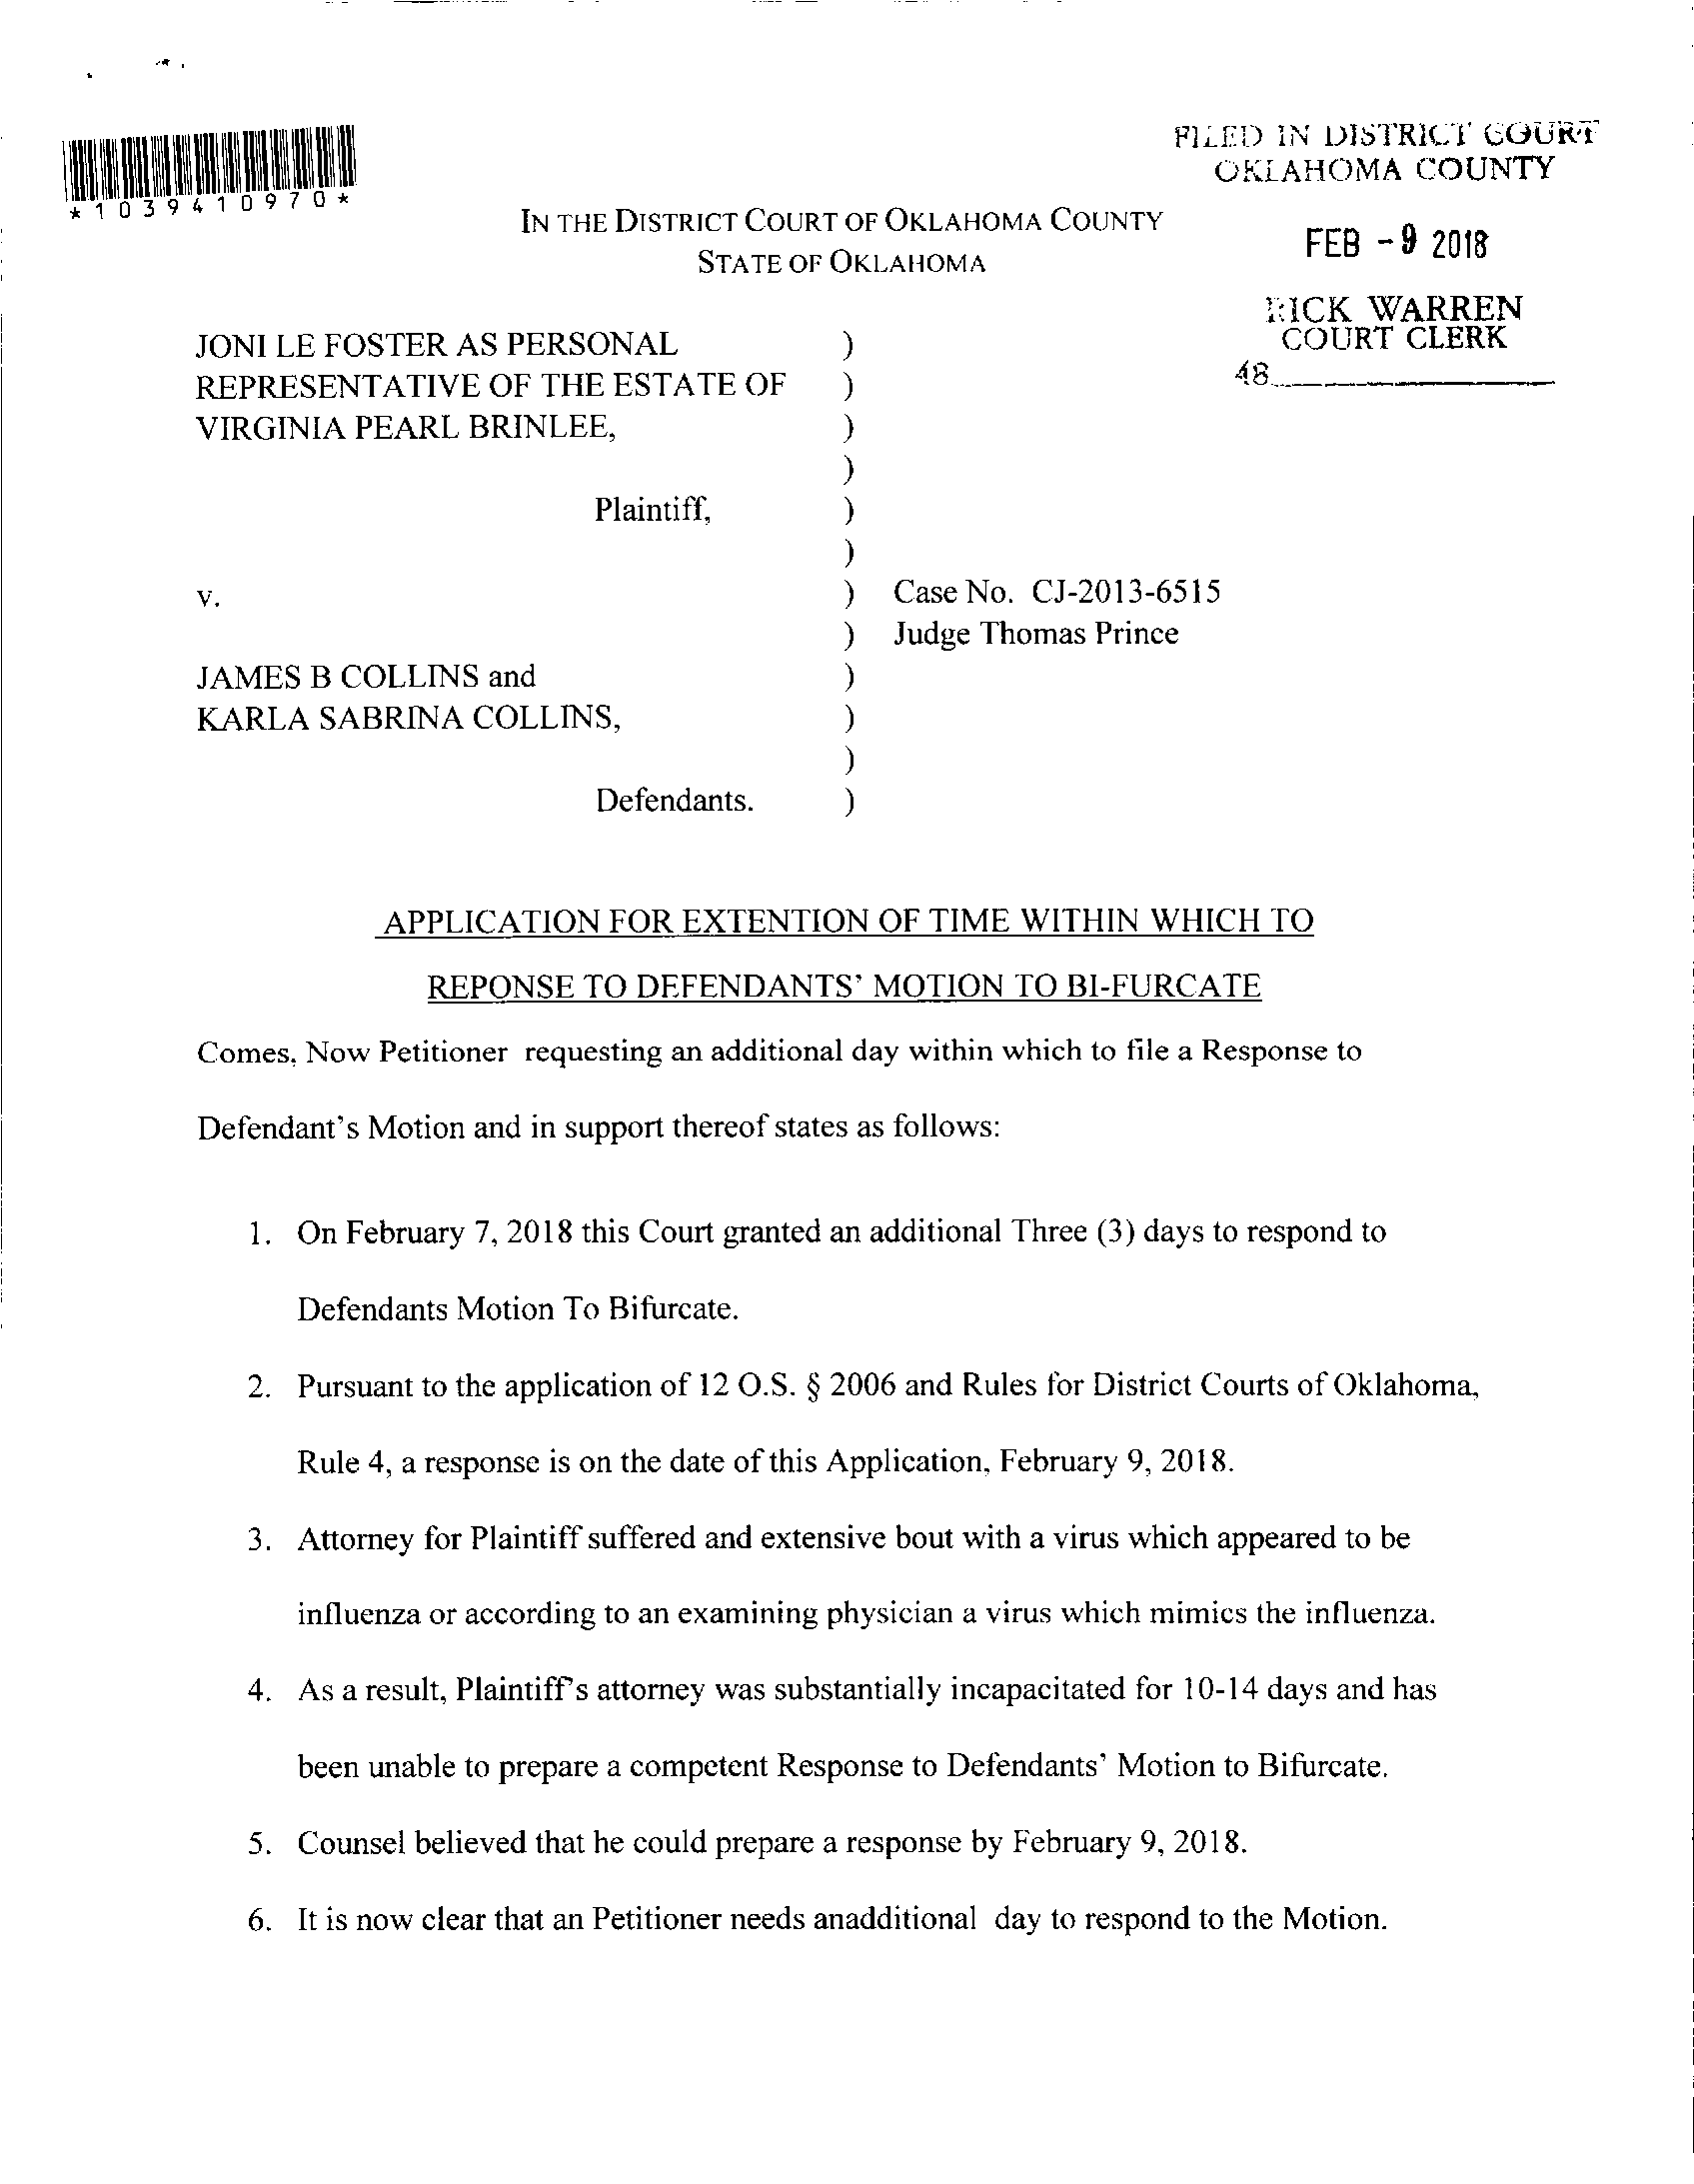 *1039410970*
FILED IN DISTRICT COURT
OKLAHOMA COUNTY
FEB -9 2018
RICK WARREN
COURT CLERK
48
IN THE DISTRICT COURT OF OKLAHOMA COUNTY
STATE OF OKLAHOMA
JONI LE FOSTER AS PERSONAL )
REPRESENTATIVE OF THE ESTATE OF )
VIRGINIA PEARL BRINLEE, )
)
Plaintiff, )
)
v. ) Case No. CJ-2013-6515
) Judge Thomas Prince
JAMES B COLLINS and )
KARLA SABRINA COLLINS, )
)
Defendants. )
APPLICATION FOR EXTENTION OF TIME WITHIN WHICH TO
REPONSE TO DEFENDANTS' MOTION TO BI-FURCATE
Comes, Now Petitioner requesting an additional day within which to file a Response to
Defendant's Motion and in support thereof states as follows:
1. On February 7, 2018 this Court granted an additional Three (3) days to respond to
Defendants Motion To Bifurcate.
2. Pursuant to the application of 12 O.S. § 2006 and Rules for District Courts of Oklahoma,
Rule 4, a response is on the date of this Application, February 9, 2018.
3. Attorney for Plaintiff suffered and extensive bout with a virus which appeared to be
influenza or according to an examining physician a virus which mimics the influenza.
4. As a result, Plaintiff's attorney was substantially incapacitated for 10-14 days and has
been unable to prepare a competent Response to Defendants' Motion to Bifurcate.
5. Counsel believed that he could prepare a response by February 9, 2018.
6. It is now clear that an Petitioner needs anadditional day to respond to the Motion.